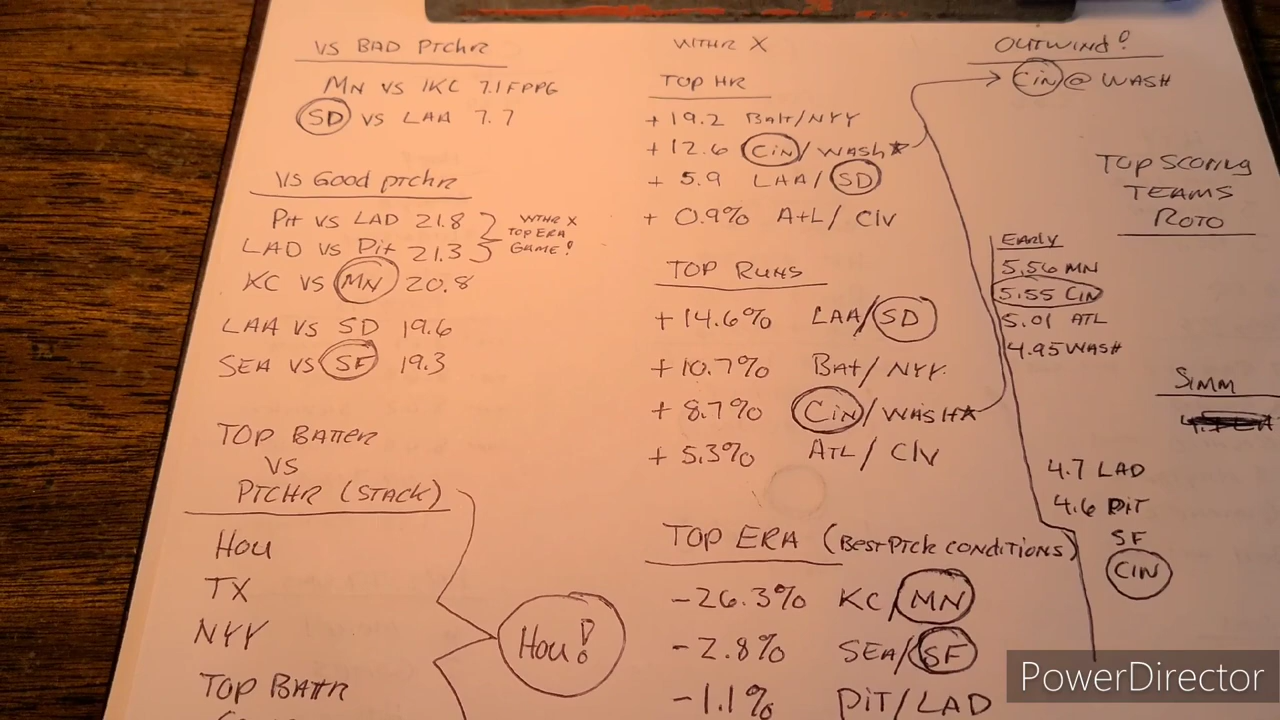 VS BAD PTCHR
MN VS KC 7.1 FPPG
SD VS LAA 7.7
VS GOOD PTCHR
PIT VS LAD 21.8
LAD VS PIT 21.3
WTHR X
TOP ERA
GAME!
KC VS MN 20.8
LAA VS SD 19.6
SEA VS SF 19.3
TOP BATTER
VS
PTCHR (STACK)
HOU
TX
NYY
TOP BATTR
HOU!
WTHR X
TOP HR
+ 19.2 BALT/NYY
+ 12.6 CIN/WASH★
+ 5.9 LAA/SD
+ 0.9% ATL/CLV
TOP RUNS
+ 14.6% LAA/SD
+ 10.7% BAT/NYY
+ 8.7% CIN/WASH★
+ 5.3% ATL/CLV
TOP ERA (BEST PTCH CONDITIONS)
-26.3% KC/MN
-2.8% SEA/SF
-1.1% PIT/LAD
OUTWIND!
CIN @ WASH
TOP SCORING
TEAMS
ROTO
EARLY
5.56 MN
5.55 CIN
5.01 ATL
4.95 WASH
SIMM
4.7 LAD
4.6 PIT
SF
CIN
PowerDirector